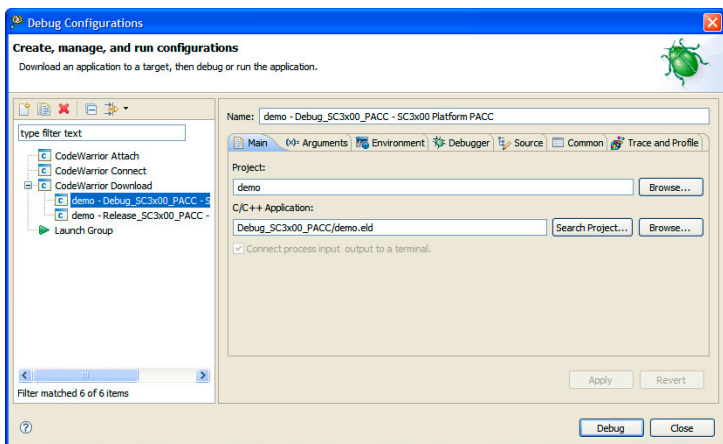 Debug Configurations
Create, manage, and run configurations
Download an application to a target, then debug or run the application.
type filter text
CodeWarrior Attach
CodeWarrior Connect
CodeWarrior Download
demo - Debug_SC3x00_PACC - S
demo - Release_SC3x00_PACC -
Launch Group
Filter matched 6 of 6 items
Name: demo - Debug_SC3x00_PACC - SC3x00 Platform PACC
Main (x)= Arguments Environment Debugger Source Common Trace and Profile
Project:
demo Browse...
C/C++ Application:
Debug_SC3x00_PACC/demo.eld Search Project... Browse...
Connect process input output to a terminal.
Apply Revert
? Debug Close